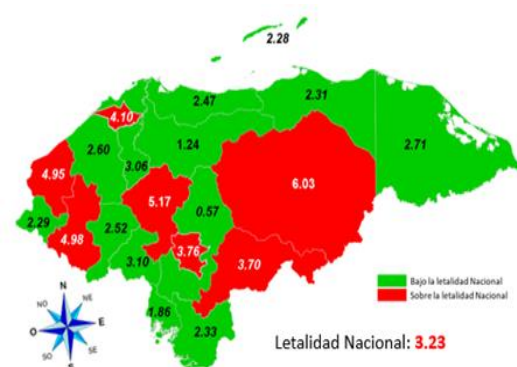 2.28
2.47
2.31
4.10
2.71
2.60
1.24
3.06
4.95
6.03
5.17
0.57
2.29
4.98
2.52
3.76
3.70
3.10
1.86
2.33
N
NO
NE
O
E
SO
SE
S
Bajo la letalidad Nacional
Sobre la letalidad Nacional
Letalidad Nacional: 3.23